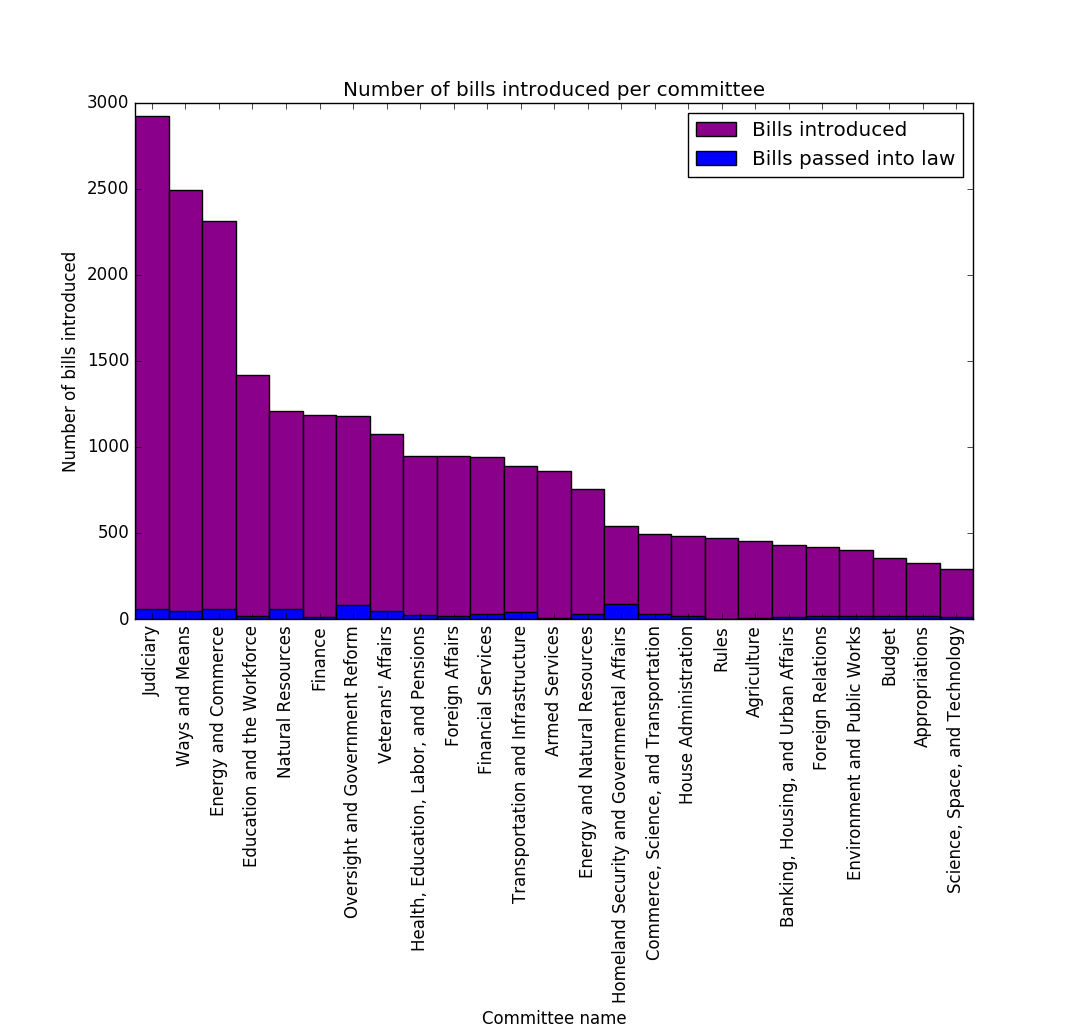 Number of bills introduced per committee
Bills introduced
Bills passed into law
Number of bills introduced
3000
2500
2000
1500
1000
500
0
Judiciary
Ways and Means
Energy and Commerce
Education and the Workforce
Natural Resources
Finance
Oversight and Government Reform
Veterans' Affairs
Health, Education, Labor, and Pensions
Foreign Affairs
Financial Services
Transportation and Infrastructure
Armed Services
Energy and Natural Resources
Homeland Security and Governmental Affairs
Commerce, Science, and Transportation
House Administration
Rules
Agriculture
Banking, Housing, and Urban Affairs
Foreign Relations
Environment and Public Works
Budget
Appropriations
Science, Space, and Technology
Committee name